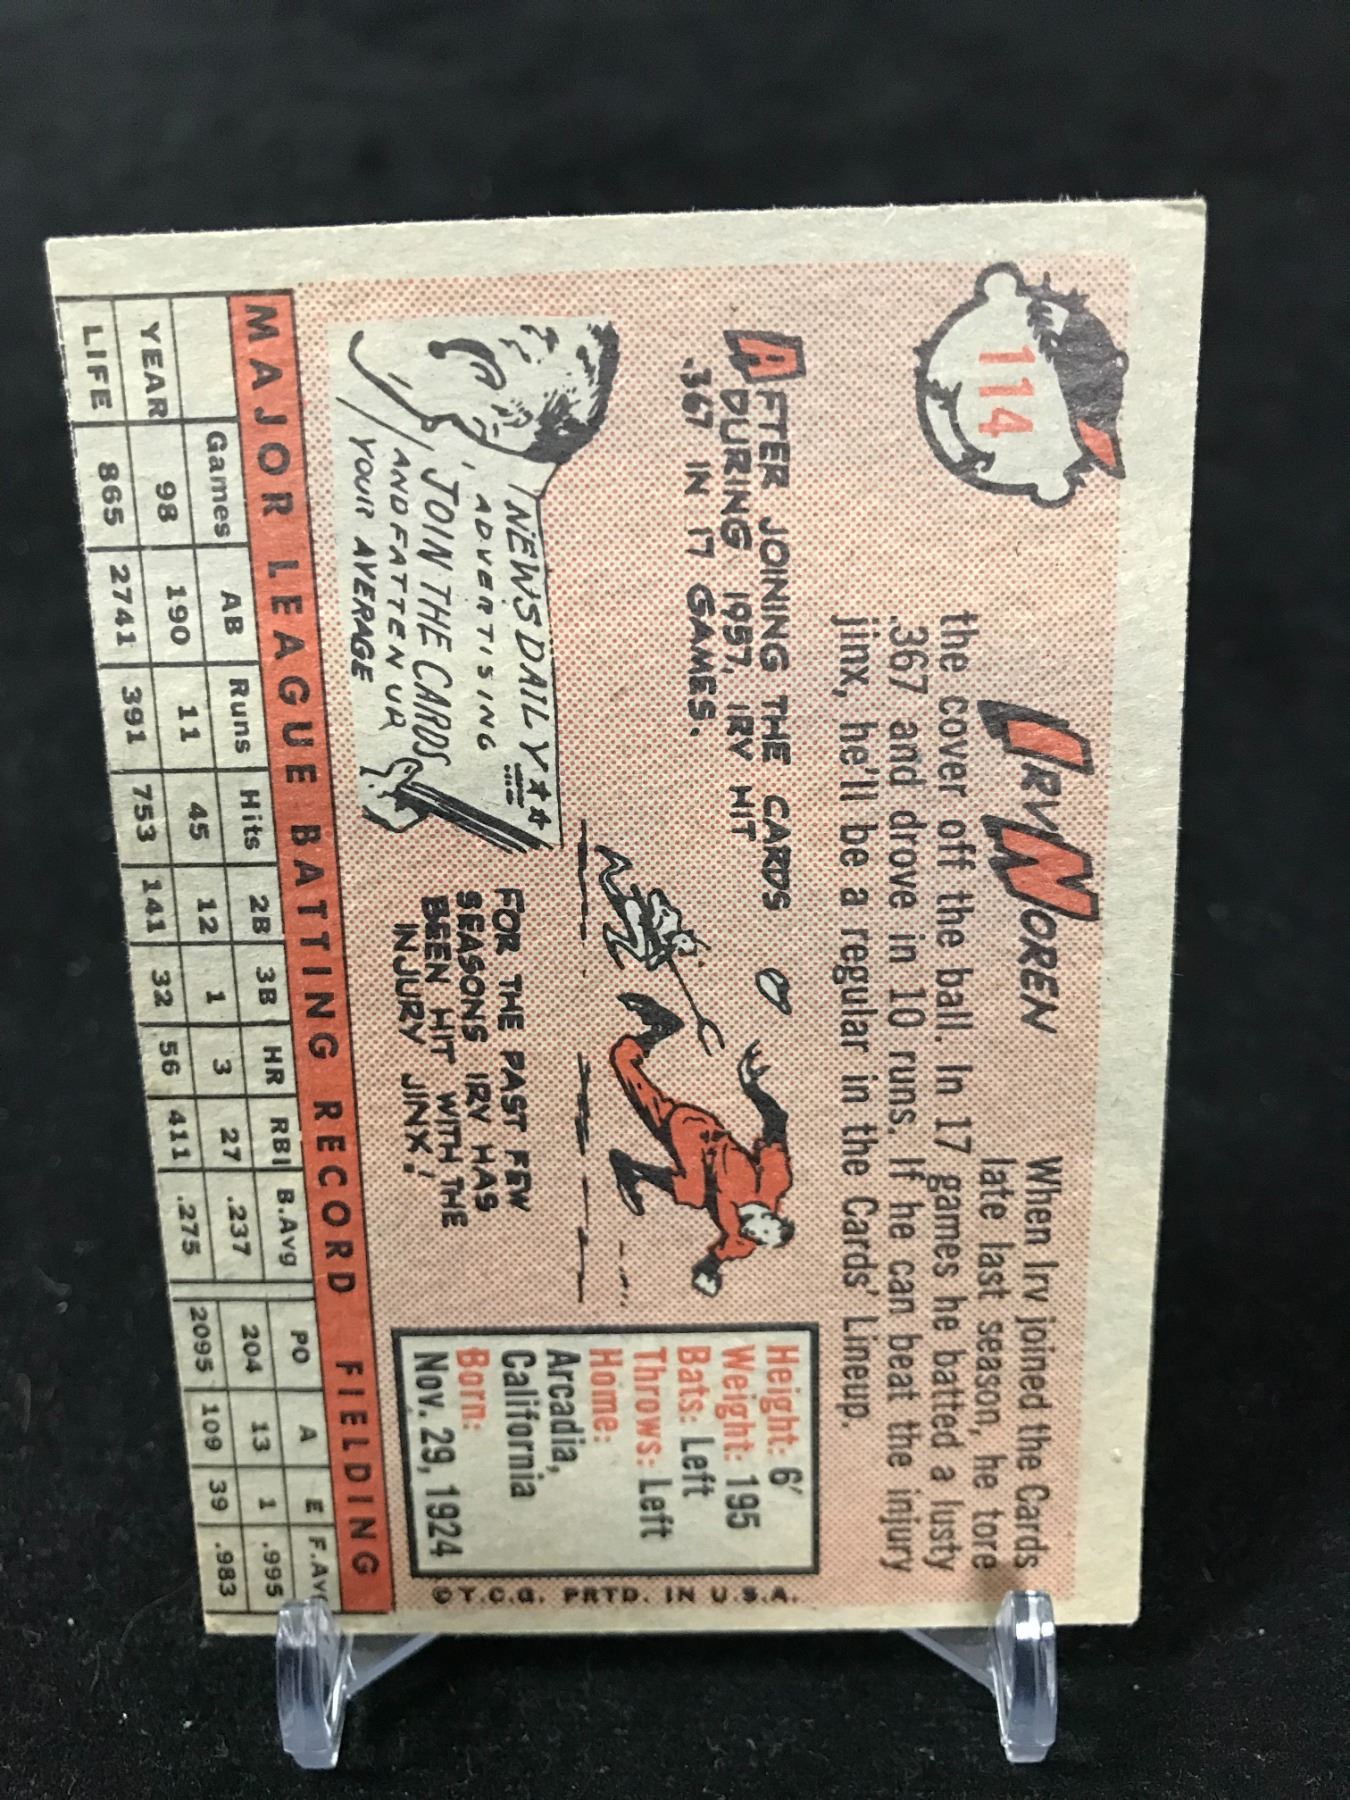 114
IRV NOREN
When Irv joined the Cards
late last season, he tore
the cover off the ball. In 17 games he batted a lusty
.367 and drove in 10 runs. If he can beat the injury
jinx, he'll be a regular in the Cards' Lineup.
AFTER JOINING THE CARDS
DURING 1957, IRV HIT
.367 IN 17 GAMES.
NEWS DAILY
ADVERTISING
JOIN THE CARDS
AND FATTEN UP
YOUR AVERAGE
FOR THE PAST FEW
SEASONS IRV HAS
BEEN HIT WITH THE
INJURY JINX!
Height: 6'
Weight: 195
Bats: Left
Throws: Left
Home:
Arcadia,
California
Born:
Nov. 29, 1924
© T.C.G. PRTD. IN U.S.A.
MAJOR LEAGUE BATTING RECORD FIELDING
Games AB Runs Hits 2B 3B HR RBI B.Avg PO A E F.Avg
YEAR 98 190 11 45 12 1 3 27 .237 204 13 1 .995
LIFE 865 2741 391 753 141 32 56 411 .275 2095 109 39 .983